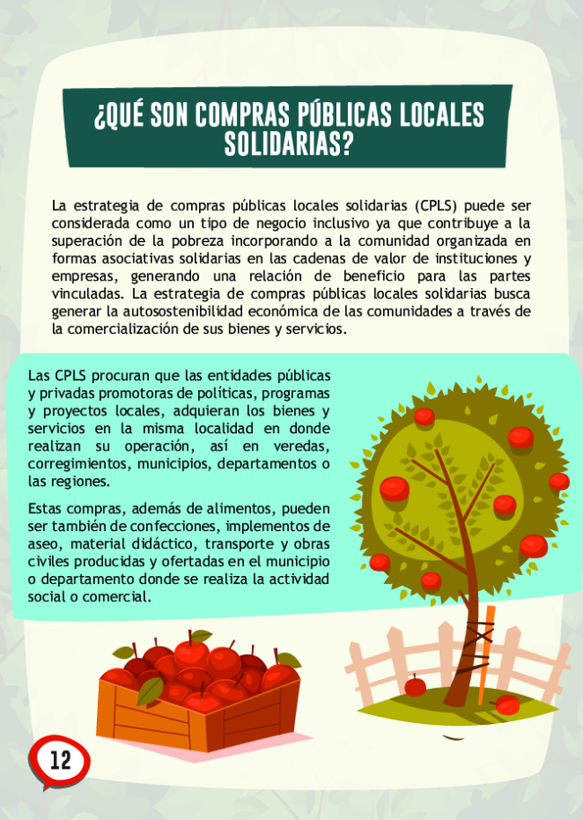 ¿QUÉ SON COMPRAS PÚBLICAS LOCALES
SOLIDARIAS?
La estrategia de compras públicas locales solidarias (CPLS) puede ser
considerada como un tipo de negocio inclusivo ya que contribuye a la
superación de la pobreza incorporando a la comunidad organizada en
formas asociativas solidarias en las cadenas de valor de instituciones y
empresas, generando una relación de beneficio para las partes
vinculadas. La estrategia de compras públicas locales solidarias busca
generar la autosostenibilidad económica de las comunidades a través de
la comercialización de sus bienes y servicios.
Las CPLS procuran que las entidades públicas
y privadas promotoras de políticas, programas
y proyectos locales, adquieran los bienes y
servicios en la misma localidad en donde
realizan su operación, así en veredas,
corregimientos, municipios, departamentos o
las regiones.
Estas compras, además de alimentos, pueden
ser también de confecciones, implementos de
aseo, material didáctico, transporte y obras
civiles producidas y ofertadas en el municipio
o departamento donde se realiza la actividad
social o comercial.
12